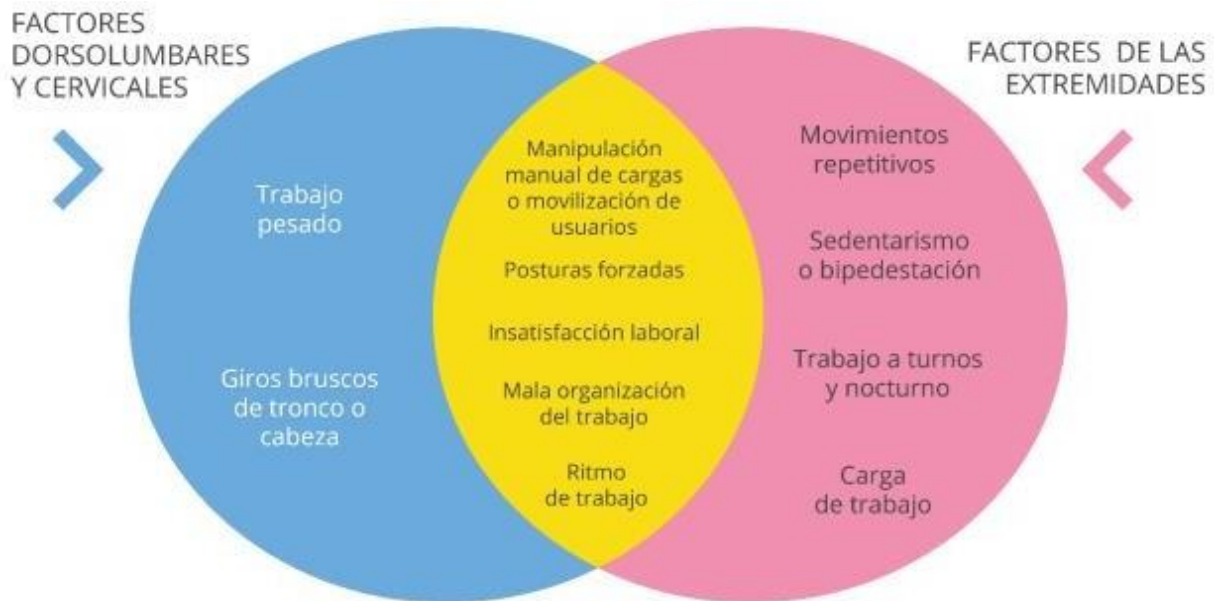 FACTORES
DORSOLUMBARES
Y CERVICALES
Trabajo
pesado
Giros bruscos
de tronco o
cabeza
Manipulación
manual de cargas
o movilización de
usuarios
Posturas forzadas
Insatisfacción laboral
Mala organización
del trabajo
Ritmo
de trabajo
FACTORES DE LAS
EXTREMIDADES
Movimientos
repetitivos
Sedentarismo
o bipedestación
Trabajo a turnos
y nocturno
Carga
de trabajo